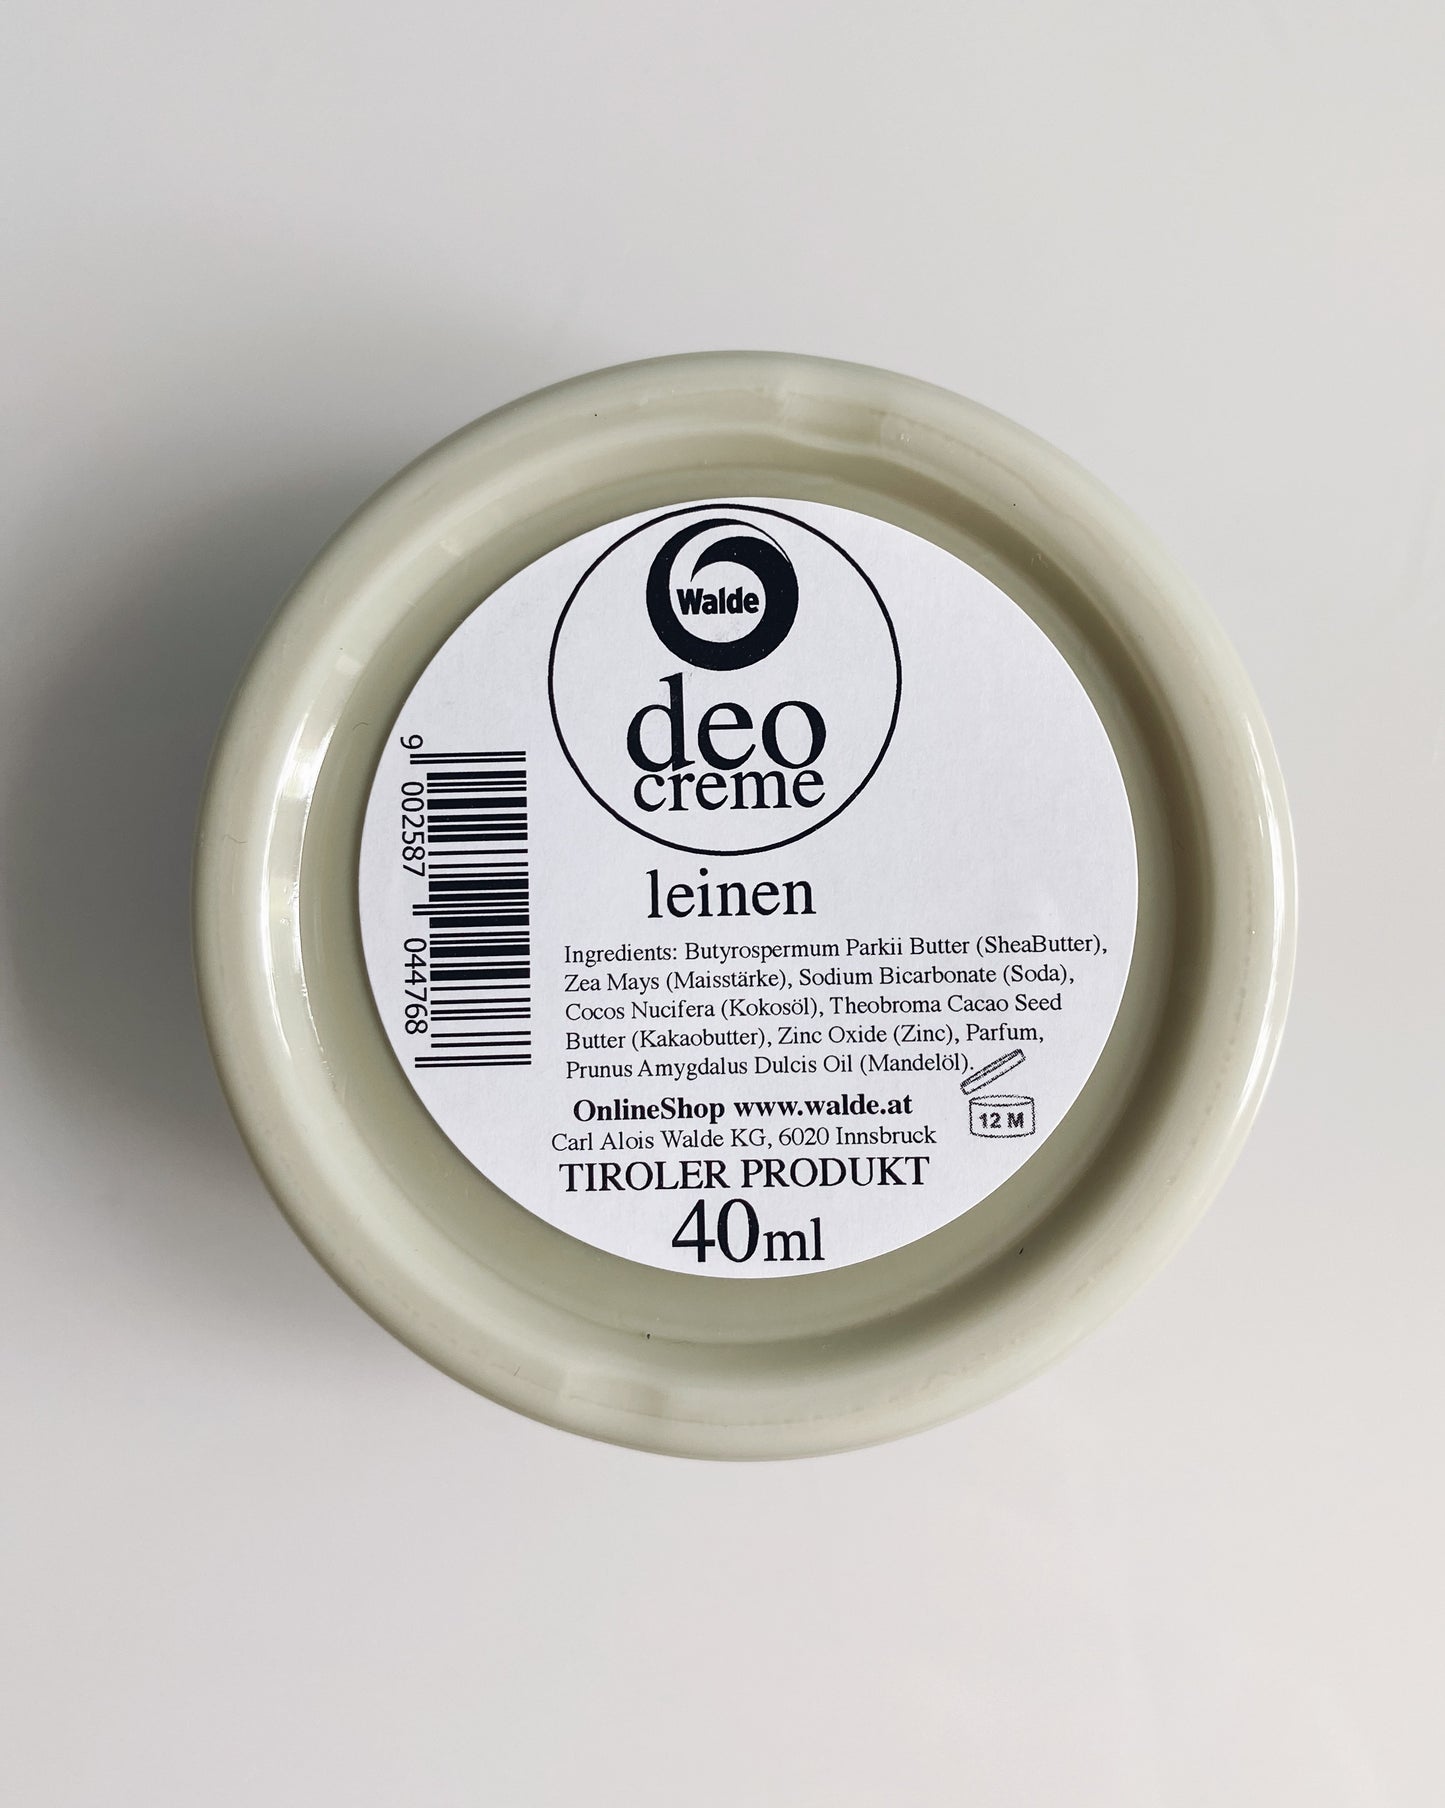 Walde
deo
creme
leinen
Ingredients: Butyrospermum Parkii Butter (SheaButter),
Zea Mays (Maisstärke), Sodium Bicarbonate (Soda),
Cocos Nucifera (Kokosöl), Theobroma Cacao Seed
Butter (Kakaobutter), Zinc Oxide (Zinc), Parfum,
Prunus Amygdalus Dulcis Oil (Mandelöl).
12 M
OnlineShop www.walde.at
Carl Alois Walde KG, 6020 Innsbruck
TIROLER PRODUKT
40ml
9 002587 044768